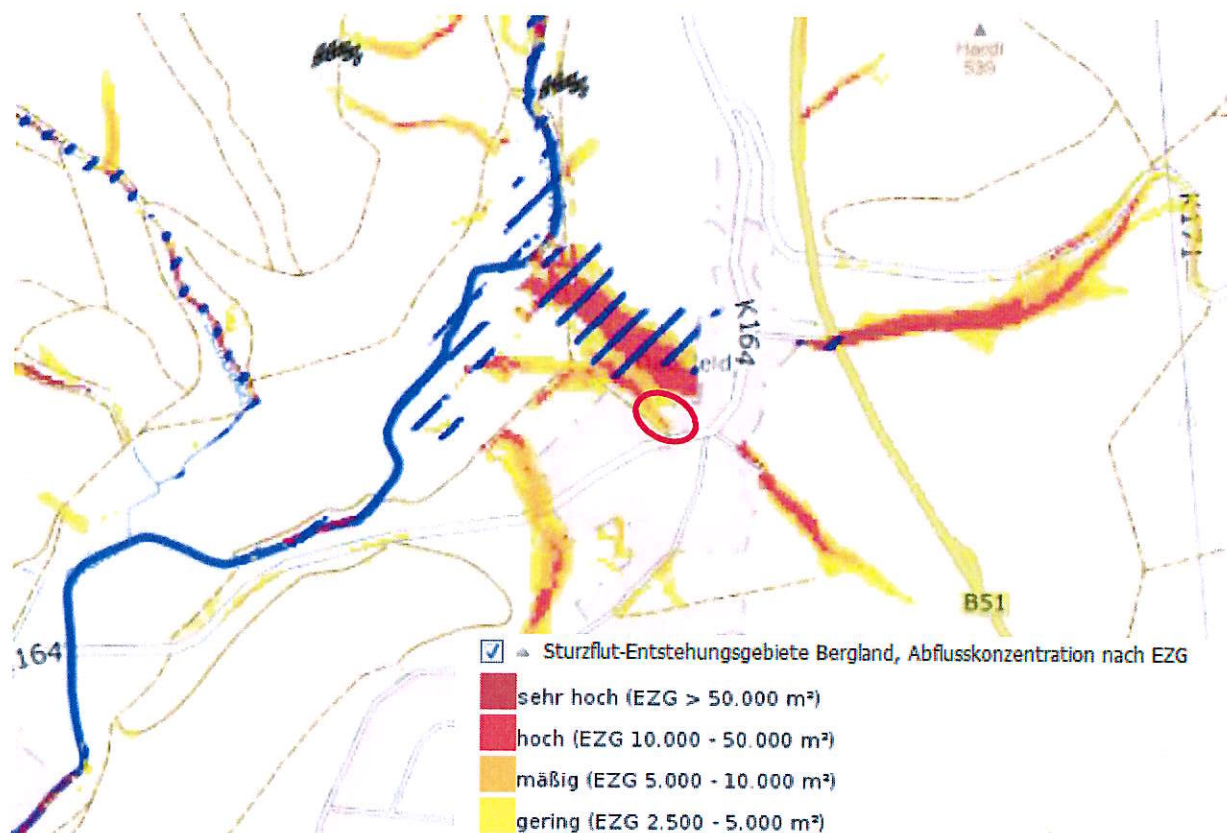 Hardt
539
K171
K 164
eld
B51
164
Sturzflut-Entstehungsgebiete Bergland, Abflusskonzentration nach EZG
sehr hoch (EZG > 50.000 m²)
hoch (EZG 10.000 - 50.000 m²)
mäßig (EZG 5.000 - 10.000 m²)
gering (EZG 2.500 - 5.000 m²)